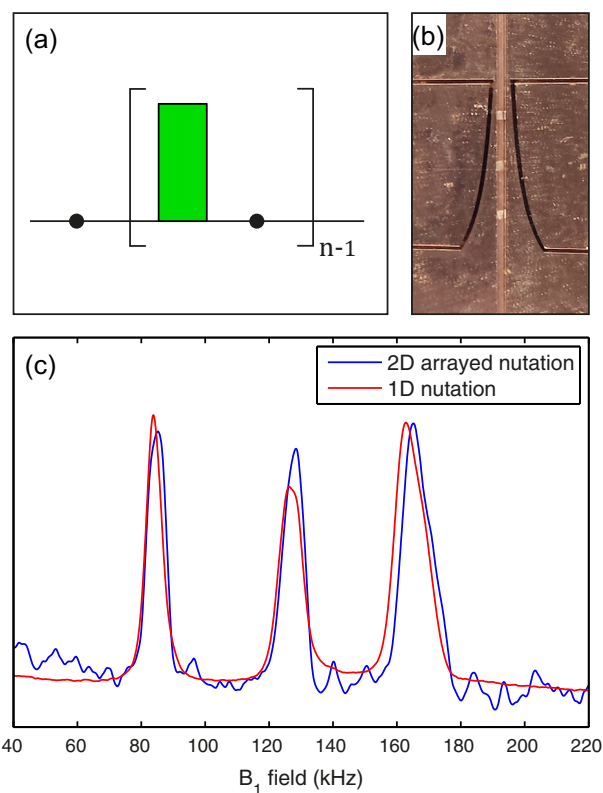 (a)
n-1
(b)
(c)
2D arrayed nutation
1D nutation
40 60 80 100 120 140 160 180 200 220
B₁ field (kHz)